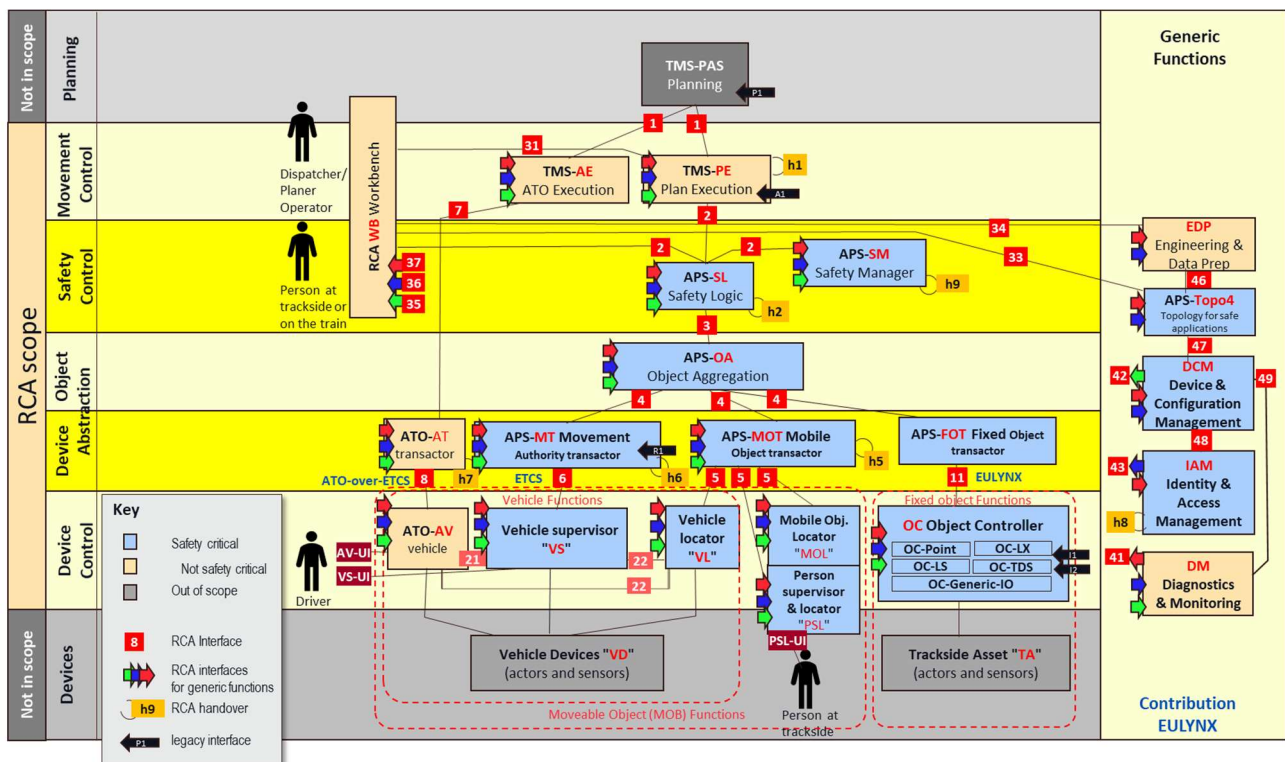 Not in scope
Planning
TMS-PAS
Planning
P1
Generic
Functions
RCA scope
Movement
Control
Dispatcher/
Planer
Operator
RCA WB Workbench
1
1
31
TMS-AE
ATO Execution
TMS-PE
Plan Execution
h1
A1
7
2
Safety
Control
Person at
trackside or
on the train
37
36
35
2
2
APS-SL
Safety Logic
h2
APS-SM
Safety Manager
h9
34
33
EDP
Engineering &
Data Prep
46
APS-Topo4
Topology for safe
applications
47
3
Object
Abstraction
APS-OA
Object Aggregation
4
4
4
42
DCM
Device &
Configuration
Management
49
48
Device
ATO-AT
transactor
h7
APS-MT Movement
Authority transactor
R1
h6
APS-MOT Mobile
Object transactor
h5
APS-FOT Fixed Object
transactor
ATO-over-ETCS
8
ETCS
6
5
5
5
11
EULYNX
43
IAM
Identity &
Access
Management
h8
Device
Control
Vehicle Functions
Fixed object Functions
Driver
AV-UI
VS-UI
ATO-AV
vehicle
21
Vehicle supervisor
"VS"
22
22
Vehicle
locator
"VL"
Mobile Obj.
Locator
"MOL"
Person
supervisor
& locator
"PSL"
PSL-UI
OC Object Controller
OC-Point
OC-LX
OC-LS
OC-TDS
OC-Generic-IO
I1
I2
41
DM
Diagnostics
& Monitoring
Not in scope
Devices
Vehicle Devices "VD"
(actors and sensors)
Trackside Asset "TA"
(actors and sensors)
Moveable Object (MOB) Functions
Person at
trackside
Contribution
EULYNX
Key
Safety critical
Not safety critical
Out of scope
8
RCA Interface
RCA interfaces
for generic functions
h9
RCA handover
P1
legacy interface